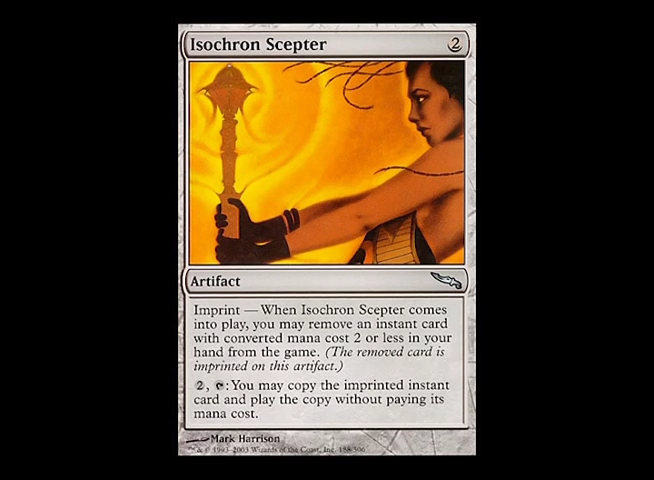 Isochron Scepter 2
Artifact
Imprint — When Isochron Scepter comes
into play, you may remove an instant card
with converted mana cost 2 or less in your
hand from the game. (The removed card is
imprinted on this artifact.)
2, : You may copy the imprinted instant
card and play the copy without paying its
mana cost.
Mark Harrison
™ & © 1993–2003 Wizards of the Coast, Inc. 188/306